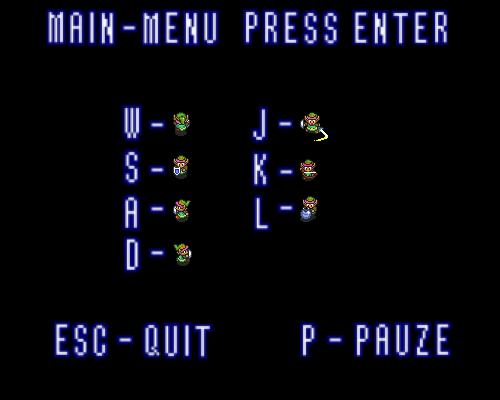 MAIN-MENU PRESS ENTER
W - J -
S - K -
A - L -
D -
ESC - QUIT P - PAUZE